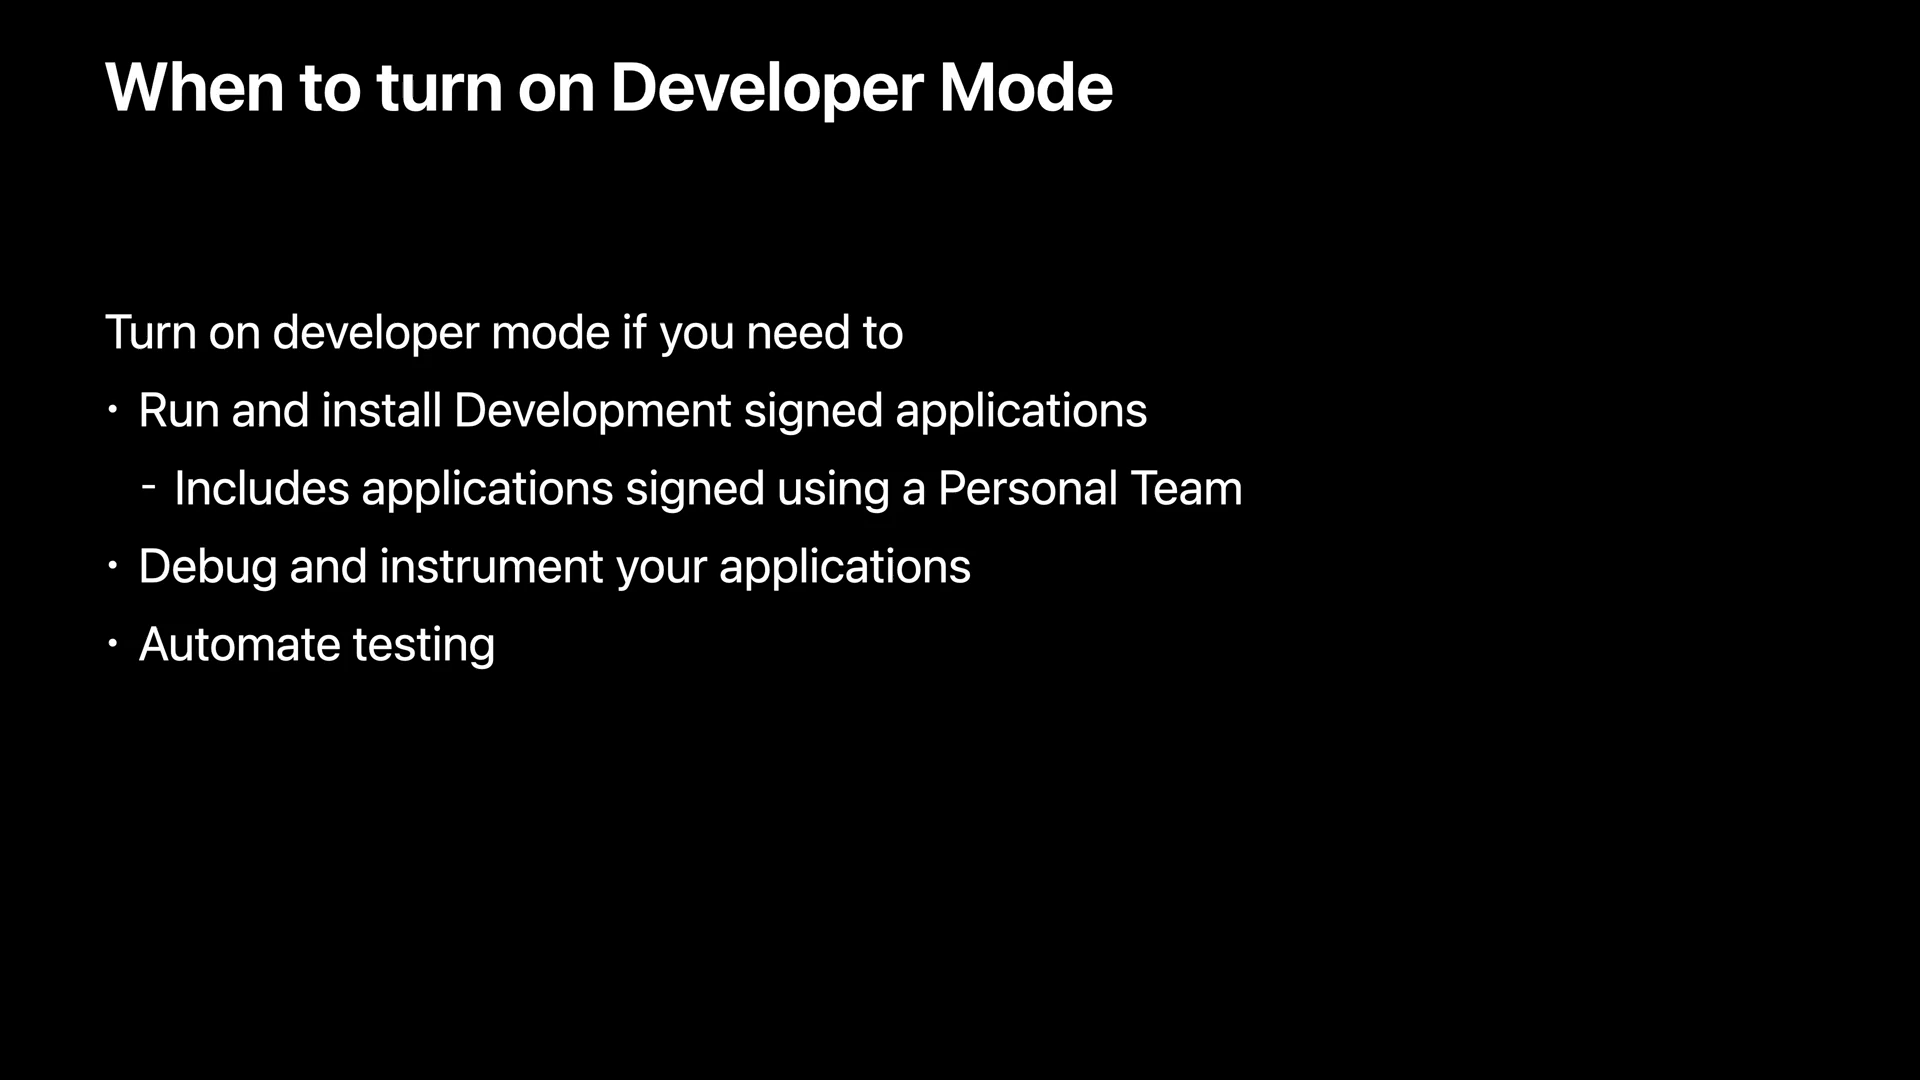 When to turn on Developer Mode
Turn on developer mode if you need to
• Run and install Development signed applications
- Includes applications signed using a Personal Team
• Debug and instrument your applications
• Automate testing